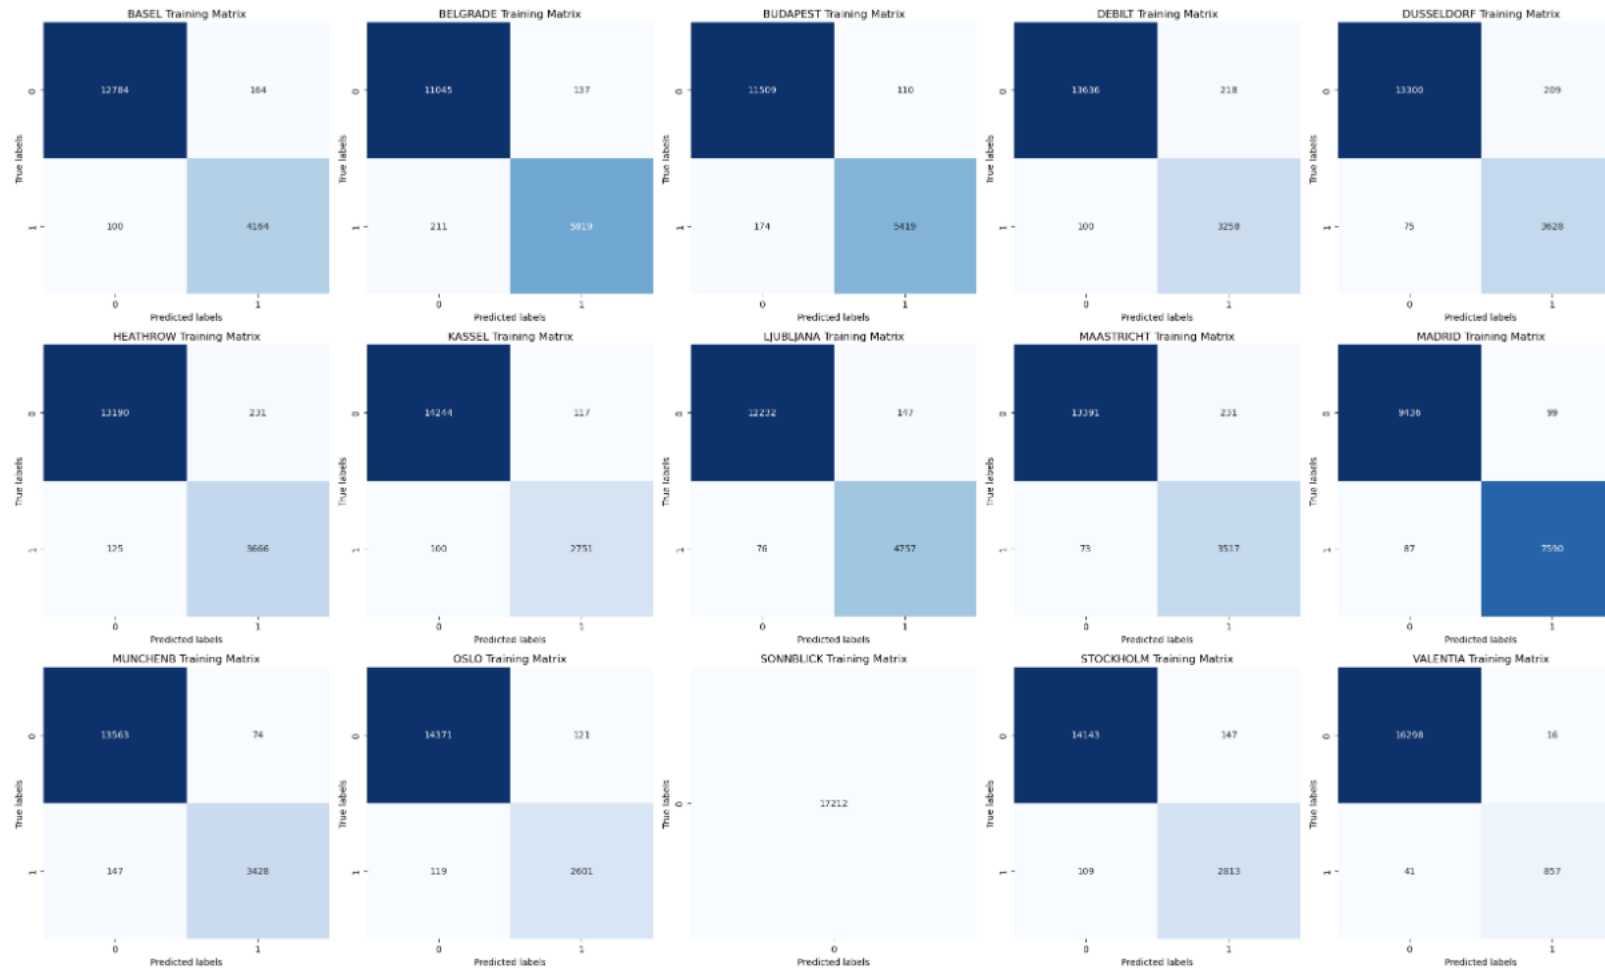 BASEL Training Matrix
0
12784
164
True labels
1
100
4164
0
1
Predicted labels
BELGRADE Training Matrix
0
11045
137
True labels
1
211
5819
0
1
Predicted labels
BUDAPEST Training Matrix
0
11509
110
True labels
1
174
5419
0
1
Predicted labels
DEBILT Training Matrix
0
13636
218
True labels
1
100
3258
0
1
Predicted labels
DUSSELDORF Training Matrix
0
13300
209
True labels
1
75
3628
0
1
Predicted labels
HEATHROW Training Matrix
0
13190
231
True labels
1
125
3666
0
1
Predicted labels
KASSEL Training Matrix
0
14244
117
True labels
1
100
2751
0
1
Predicted labels
LJUBLJANA Training Matrix
0
12232
147
True labels
1
76
4757
0
1
Predicted labels
MAASTRICHT Training Matrix
0
13391
231
True labels
1
73
3517
0
1
Predicted labels
MADRID Training Matrix
0
9436
99
True labels
1
87
7590
0
1
Predicted labels
MUNCHENB Training Matrix
0
13563
74
True labels
1
147
3428
0
1
Predicted labels
OSLO Training Matrix
0
14371
121
True labels
1
119
2601
0
1
Predicted labels
SONNBLICK Training Matrix
0
17212
True labels
0
Predicted labels
STOCKHOLM Training Matrix
0
14143
147
True labels
1
109
2813
0
1
Predicted labels
VALENTIA Training Matrix
0
16298
16
True labels
1
41
857
0
1
Predicted labels